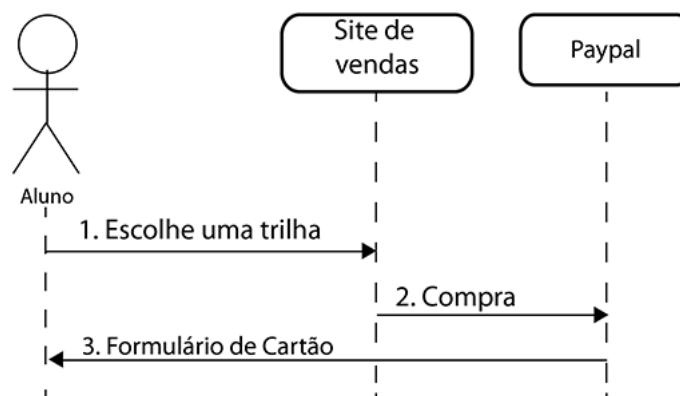 Site de
vendas
Paypal
Aluno
1. Escolhe uma trilha
2. Compra
3. Formulário de Cartão